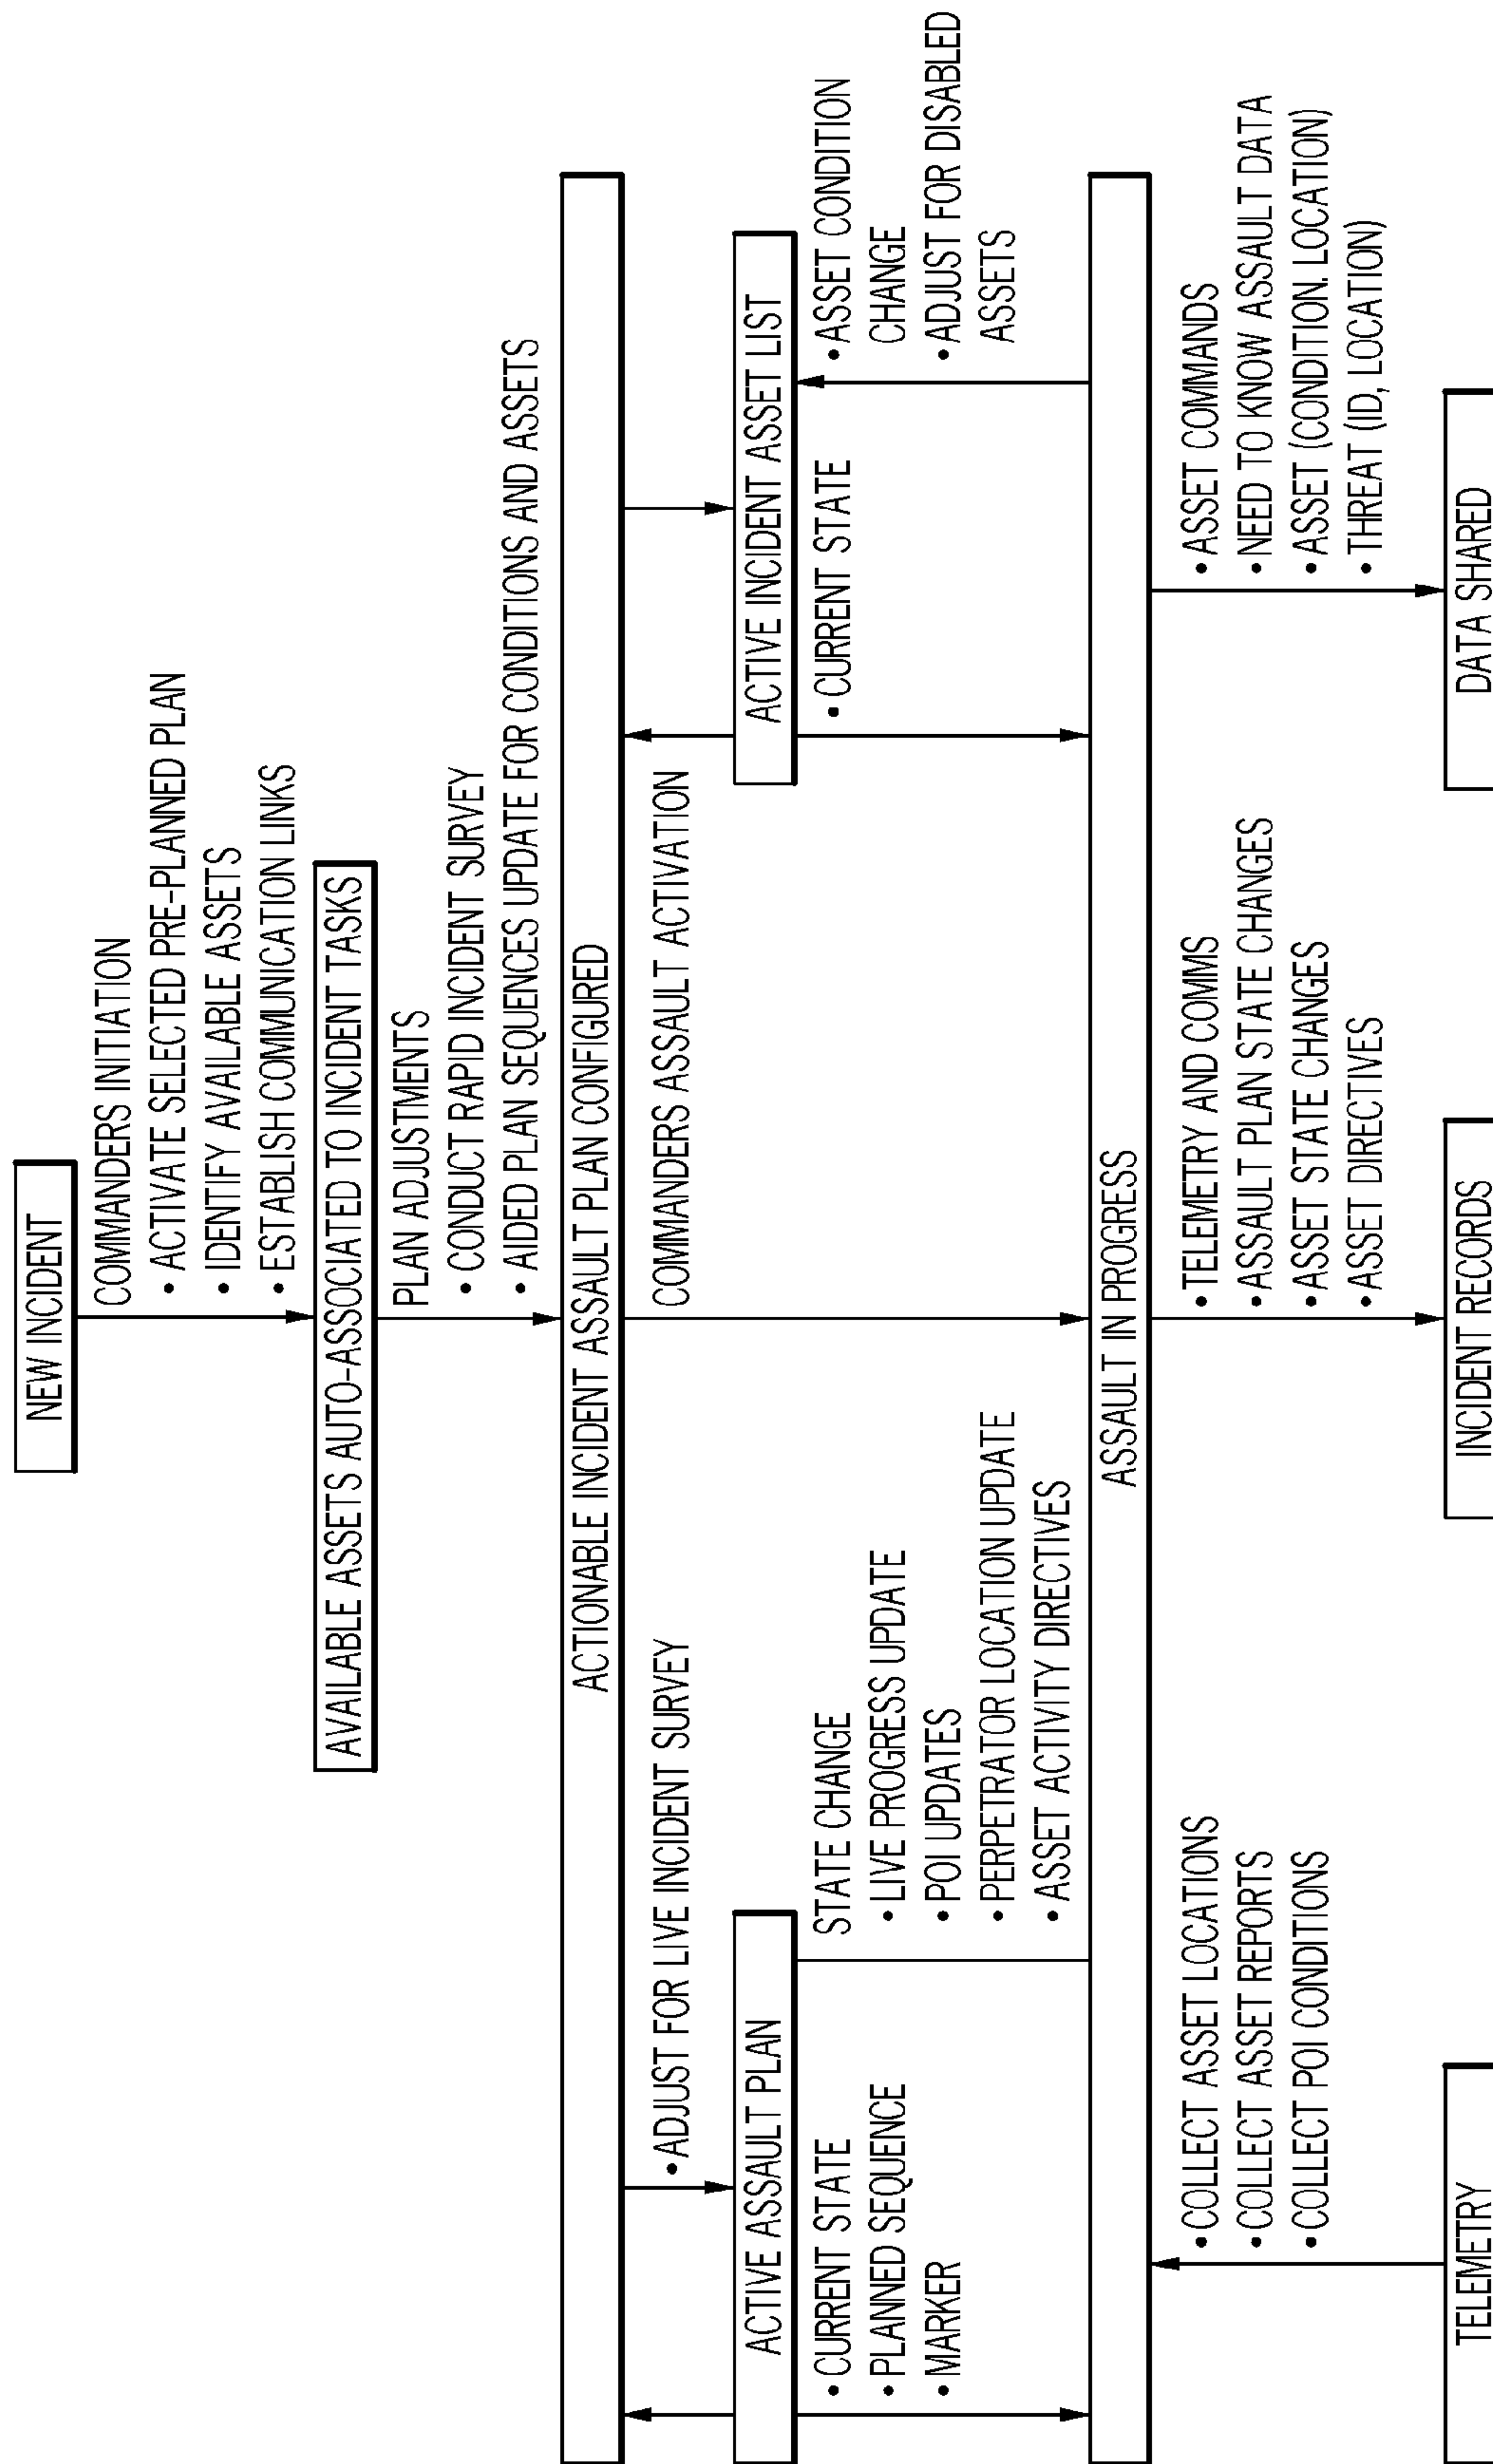 NEW INCIDENT
COMMANDERS INITIATION
• ACTIVATE SELECTED PRE-PLANNED PLAN
• IDENTIFY AVAILABLE ASSETS
• ESTABLISH COMMUNICATION LINKS
AVAILABLE ASSETS AUTO-ASSOCIATED TO INCIDENT TASKS
PLAN ADJUSTMENTS
• CONDUCT RAPID INCIDENT SURVEY
• AIDED PLAN SEQUENCES UPDATE FOR CONDITIONS AND ASSETS
ACTIONABLE INCIDENT ASSAULT PLAN CONFIGURED
• ADJUST FOR LIVE INCIDENT SURVEY
COMMANDERS ASSAULT ACTIVATION
ACTIVE ASSAULT PLAN
• CURRENT STATE
• PLANNED SEQUENCE
• MARKER
STATE CHANGE
• LIVE PROGRESS UPDATE
• POI UPDATES
• PERPETRATOR LOCATION UPDATE
• ASSET ACTIVITY DIRECTIVES
ACTIVE INCIDENT ASSET LIST
• CURRENT STATE
• ASSET CONDITION
CHANGE
• ADJUST FOR DISABLED
ASSETS
ASSAULT IN PROGRESS
• COLLECT ASSET LOCATIONS
• COLLECT ASSET REPORTS
• COLLECT POI CONDITIONS
TELEMETRY
• TELEMETRY AND COMMS
• ASSAULT PLAN STATE CHANGES
• ASSET STATE CHANGES
• ASSET DIRECTIVES
INCIDENT RECORDS
• ASSET COMMANDS
• NEED TO KNOW ASSAULT DATA
• ASSET (CONDITION. LOCATION)
• THREAT (ID, LOCATION)
DATA SHARED